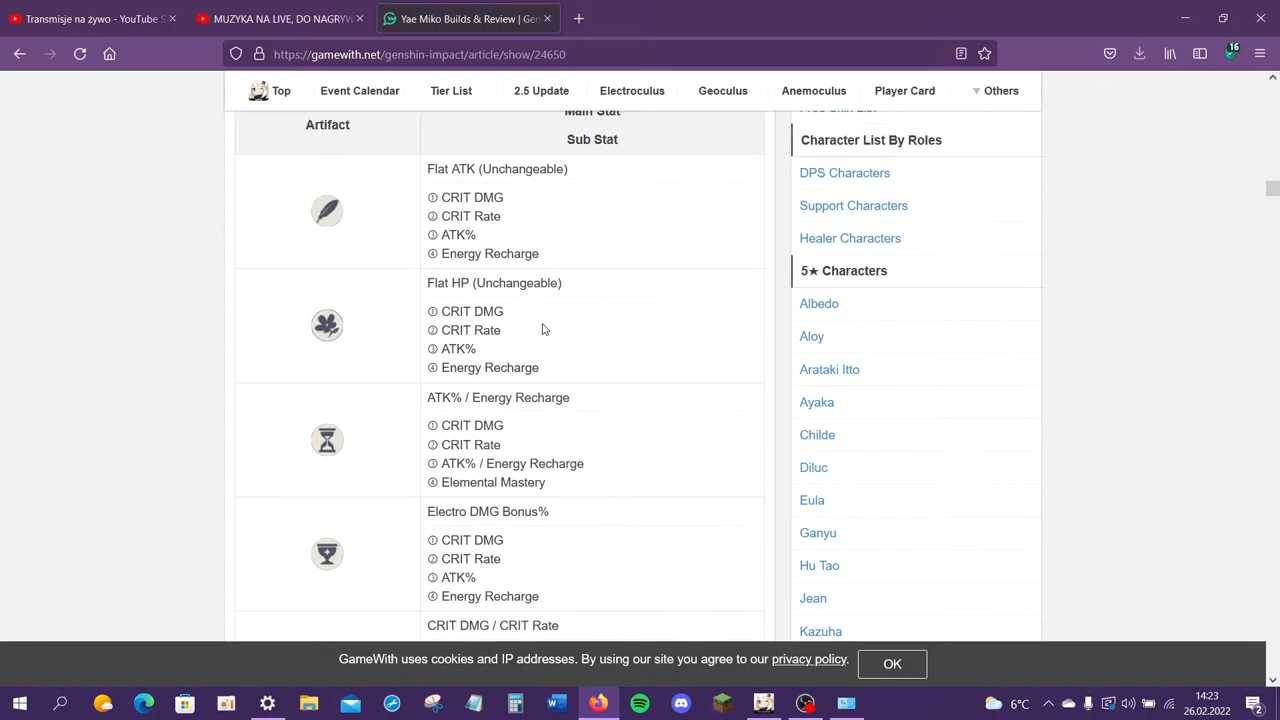 Transmisje na żywo - YouTube S
MUZYKA NA LIVE, DO NAGRYW
Yae Miko Builds & Review | Gen
https://gamewith.net/genshin-impact/article/show/24650
16
Top
Event Calendar
Tier List
2.5 Update
Electroculus
Geoculus
Anemoculus
Player Card
Others
Artifact
Main Stat
Sub Stat
Flat ATK (Unchangeable)
① CRIT DMG
② CRIT Rate
③ ATK%
④ Energy Recharge
Flat HP (Unchangeable)
① CRIT DMG
② CRIT Rate
③ ATK%
④ Energy Recharge
ATK% / Energy Recharge
① CRIT DMG
② CRIT Rate
③ ATK% / Energy Recharge
④ Elemental Mastery
Electro DMG Bonus%
① CRIT DMG
② CRIT Rate
③ ATK%
④ Energy Recharge
CRIT DMG / CRIT Rate
Character List By Roles
DPS Characters
Support Characters
Healer Characters
5★ Characters
Albedo
Aloy
Arataki Itto
Ayaka
Childe
Diluc
Eula
Ganyu
Hu Tao
Jean
Kazuha
GameWith uses cookies and IP addresses. By using our site you agree to our privacy policy.
OK
6°C
14:23
26.02.2022
2